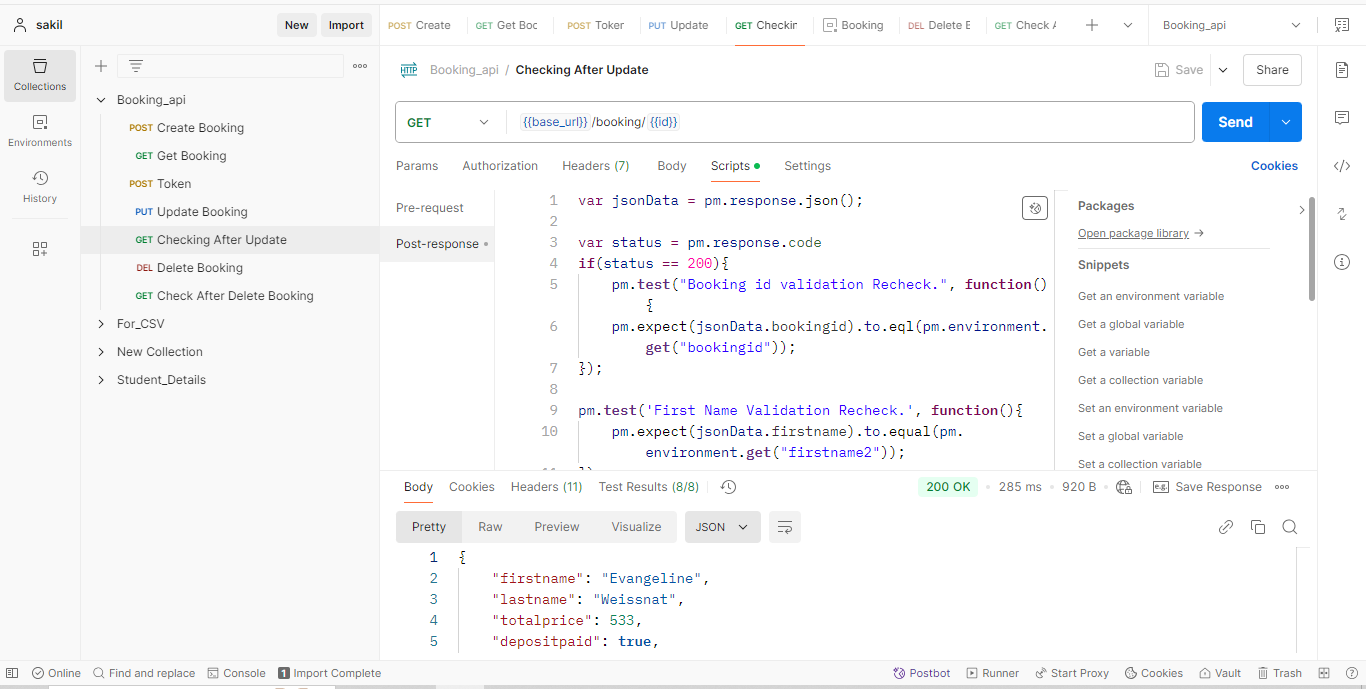 sakil
New
Import
POST Create
GET Get Boo
POST Token
PUT Update
GET Checkin
Booking
DEL Delete B
GET Check A
Booking_api
Collections
Environments
History
Booking_api
POST Create Booking
GET Get Booking
POST Token
PUT Update Booking
GET Checking After Update
DEL Delete Booking
GET Check After Delete Booking
For_CSV
New Collection
Student_Details
HTTP Booking_api / Checking After Update
Save
Share
GET
{{base_url}} /booking/ {{id}}
Send
Params
Authorization
Headers (7)
Body
Scripts
Settings
Cookies
Pre-request
Post-response
1 var jsonData = pm.response.json();
2
3 var status = pm.response.code
4 if(status == 200){
5 pm.test("Booking id validation Recheck.", function()
{
6 pm.expect(jsonData.bookingid).to.eql(pm.environment.
get("bookingid"));
7 });
8
9 pm.test('First Name Validation Recheck.', function(){
10 pm.expect(jsonData.firstname).to.equal(pm.
environment.get("firstname2"));
Packages
Open package library →
Snippets
Get an environment variable
Get a global variable
Get a variable
Get a collection variable
Set an environment variable
Set a global variable
Set a collection variable
Body
Cookies
Headers (11)
Test Results (8/8)
200 OK
285 ms
920 B
e.g. Save Response
Pretty
Raw
Preview
Visualize
JSON
1 {
2 "firstname": "Evangeline",
3 "lastname": "Weissnat",
4 "totalprice": 533,
5 "depositpaid": true,
Online
Find and replace
Console
1 Import Complete
Postbot
Runner
Start Proxy
Cookies
Vault
Trash